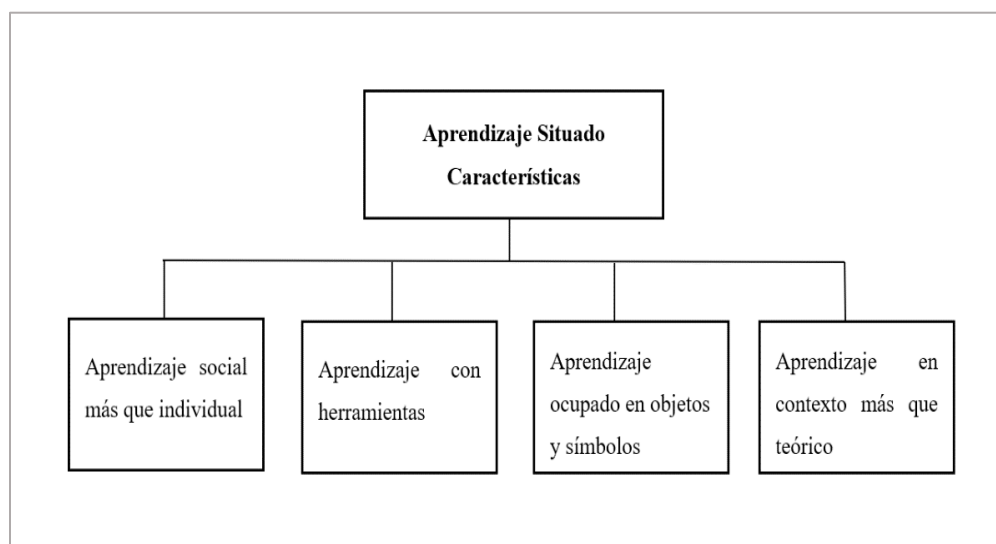 Aprendizaje Situado
Características
Aprendizaje social
más que individual
Aprendizaje con
herramientas
Aprendizaje
ocupado en objetos
y símbolos
Aprendizaje en
contexto más que
teórico